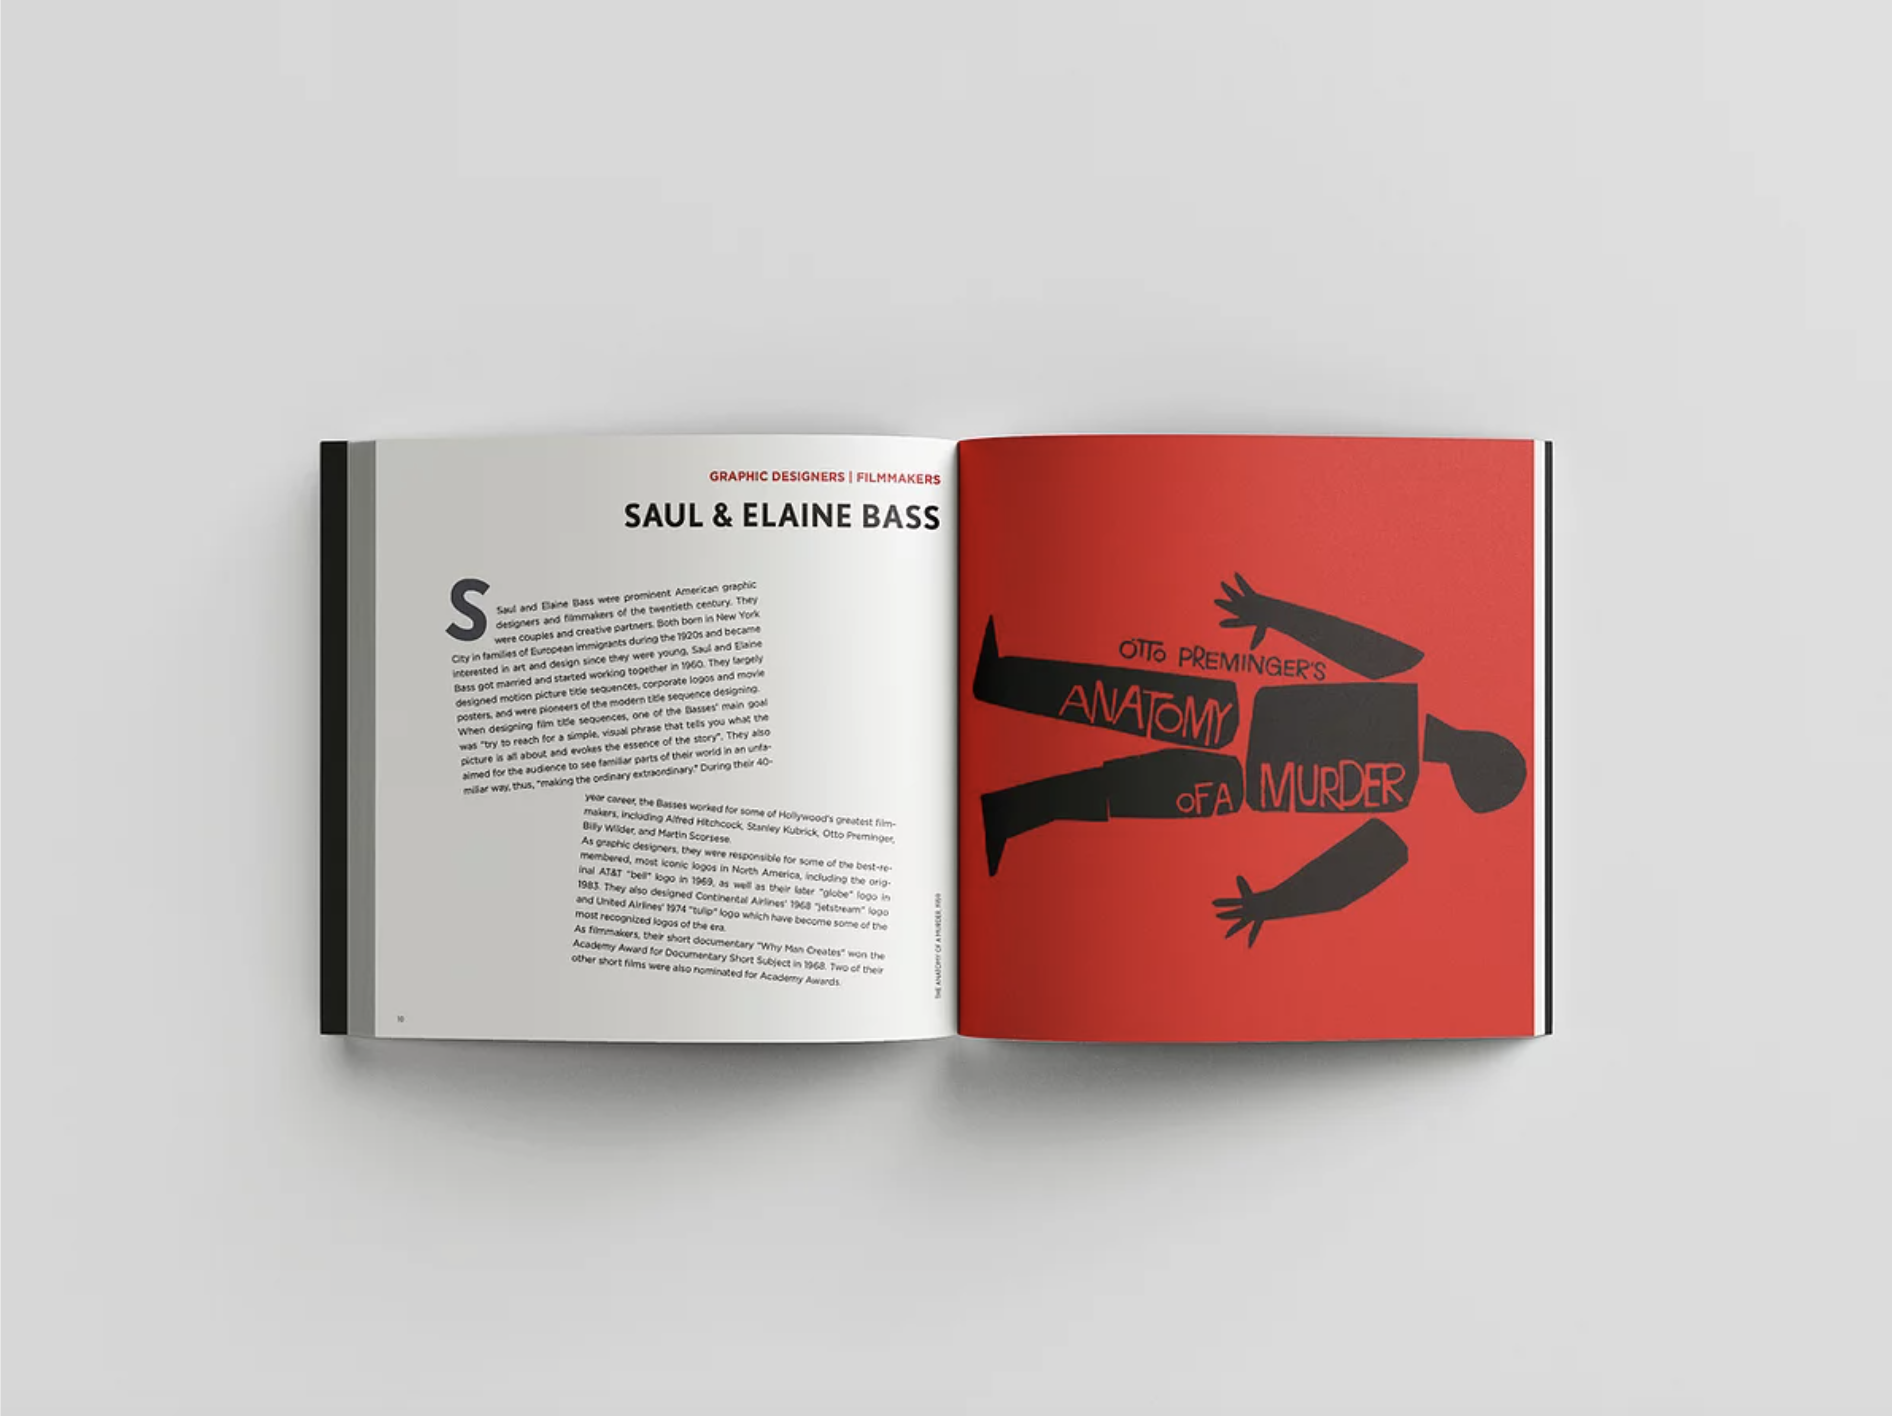 GRAPHIC DESIGNERS | FILMMAKERS
SAUL & ELAINE BASS
S
Saul and Elaine Bass were prominent American graphic
designers and filmmakers of the twentieth century. They
were couples and creative partners. Both born in New York
City in families of European immigrants during the 1920s and became
interested in art and design since they were young, Saul and Elaine
Bass got married and started working together in 1960. They largely
designed motion picture title sequences, corporate logos and movie
posters, and were pioneers of the modern title sequence designing.
When designing film title sequences, one of the Basses' main goal
was "try to reach for a simple, visual phrase that tells you what the
picture is all about and evokes the essence of the story". They also
aimed for the audience to see familiar parts of their world in an unfa-
miliar way, thus, "making the ordinary extraordinary." During their 40-
year career, the Basses worked for some of Hollywood's greatest film-
makers, including Alfred Hitchcock, Stanley Kubrick, Otto Preminger,
Billy Wilder, and Martin Scorsese.
As graphic designers, they were responsible for some of the best-re-
membered, most iconic logos in North America, including the orig-
inal AT&T "bell" logo in 1969, as well as their later "globe" logo in
1983. They also designed Continental Airlines' 1968 "jetstream" logo
and United Airlines' 1974 "tulip" logo which have become some of the
most recognized logos of the era.
As filmmakers, their short documentary "Why Man Creates" won the
Academy Award for Documentary Short Subject in 1968. Two of their
other short films were also nominated for Academy Awards.
THE ANATOMY OF A MURDER, 1959
10
OTTO PREMINGER'S
ANATOMY
OF A MURDER